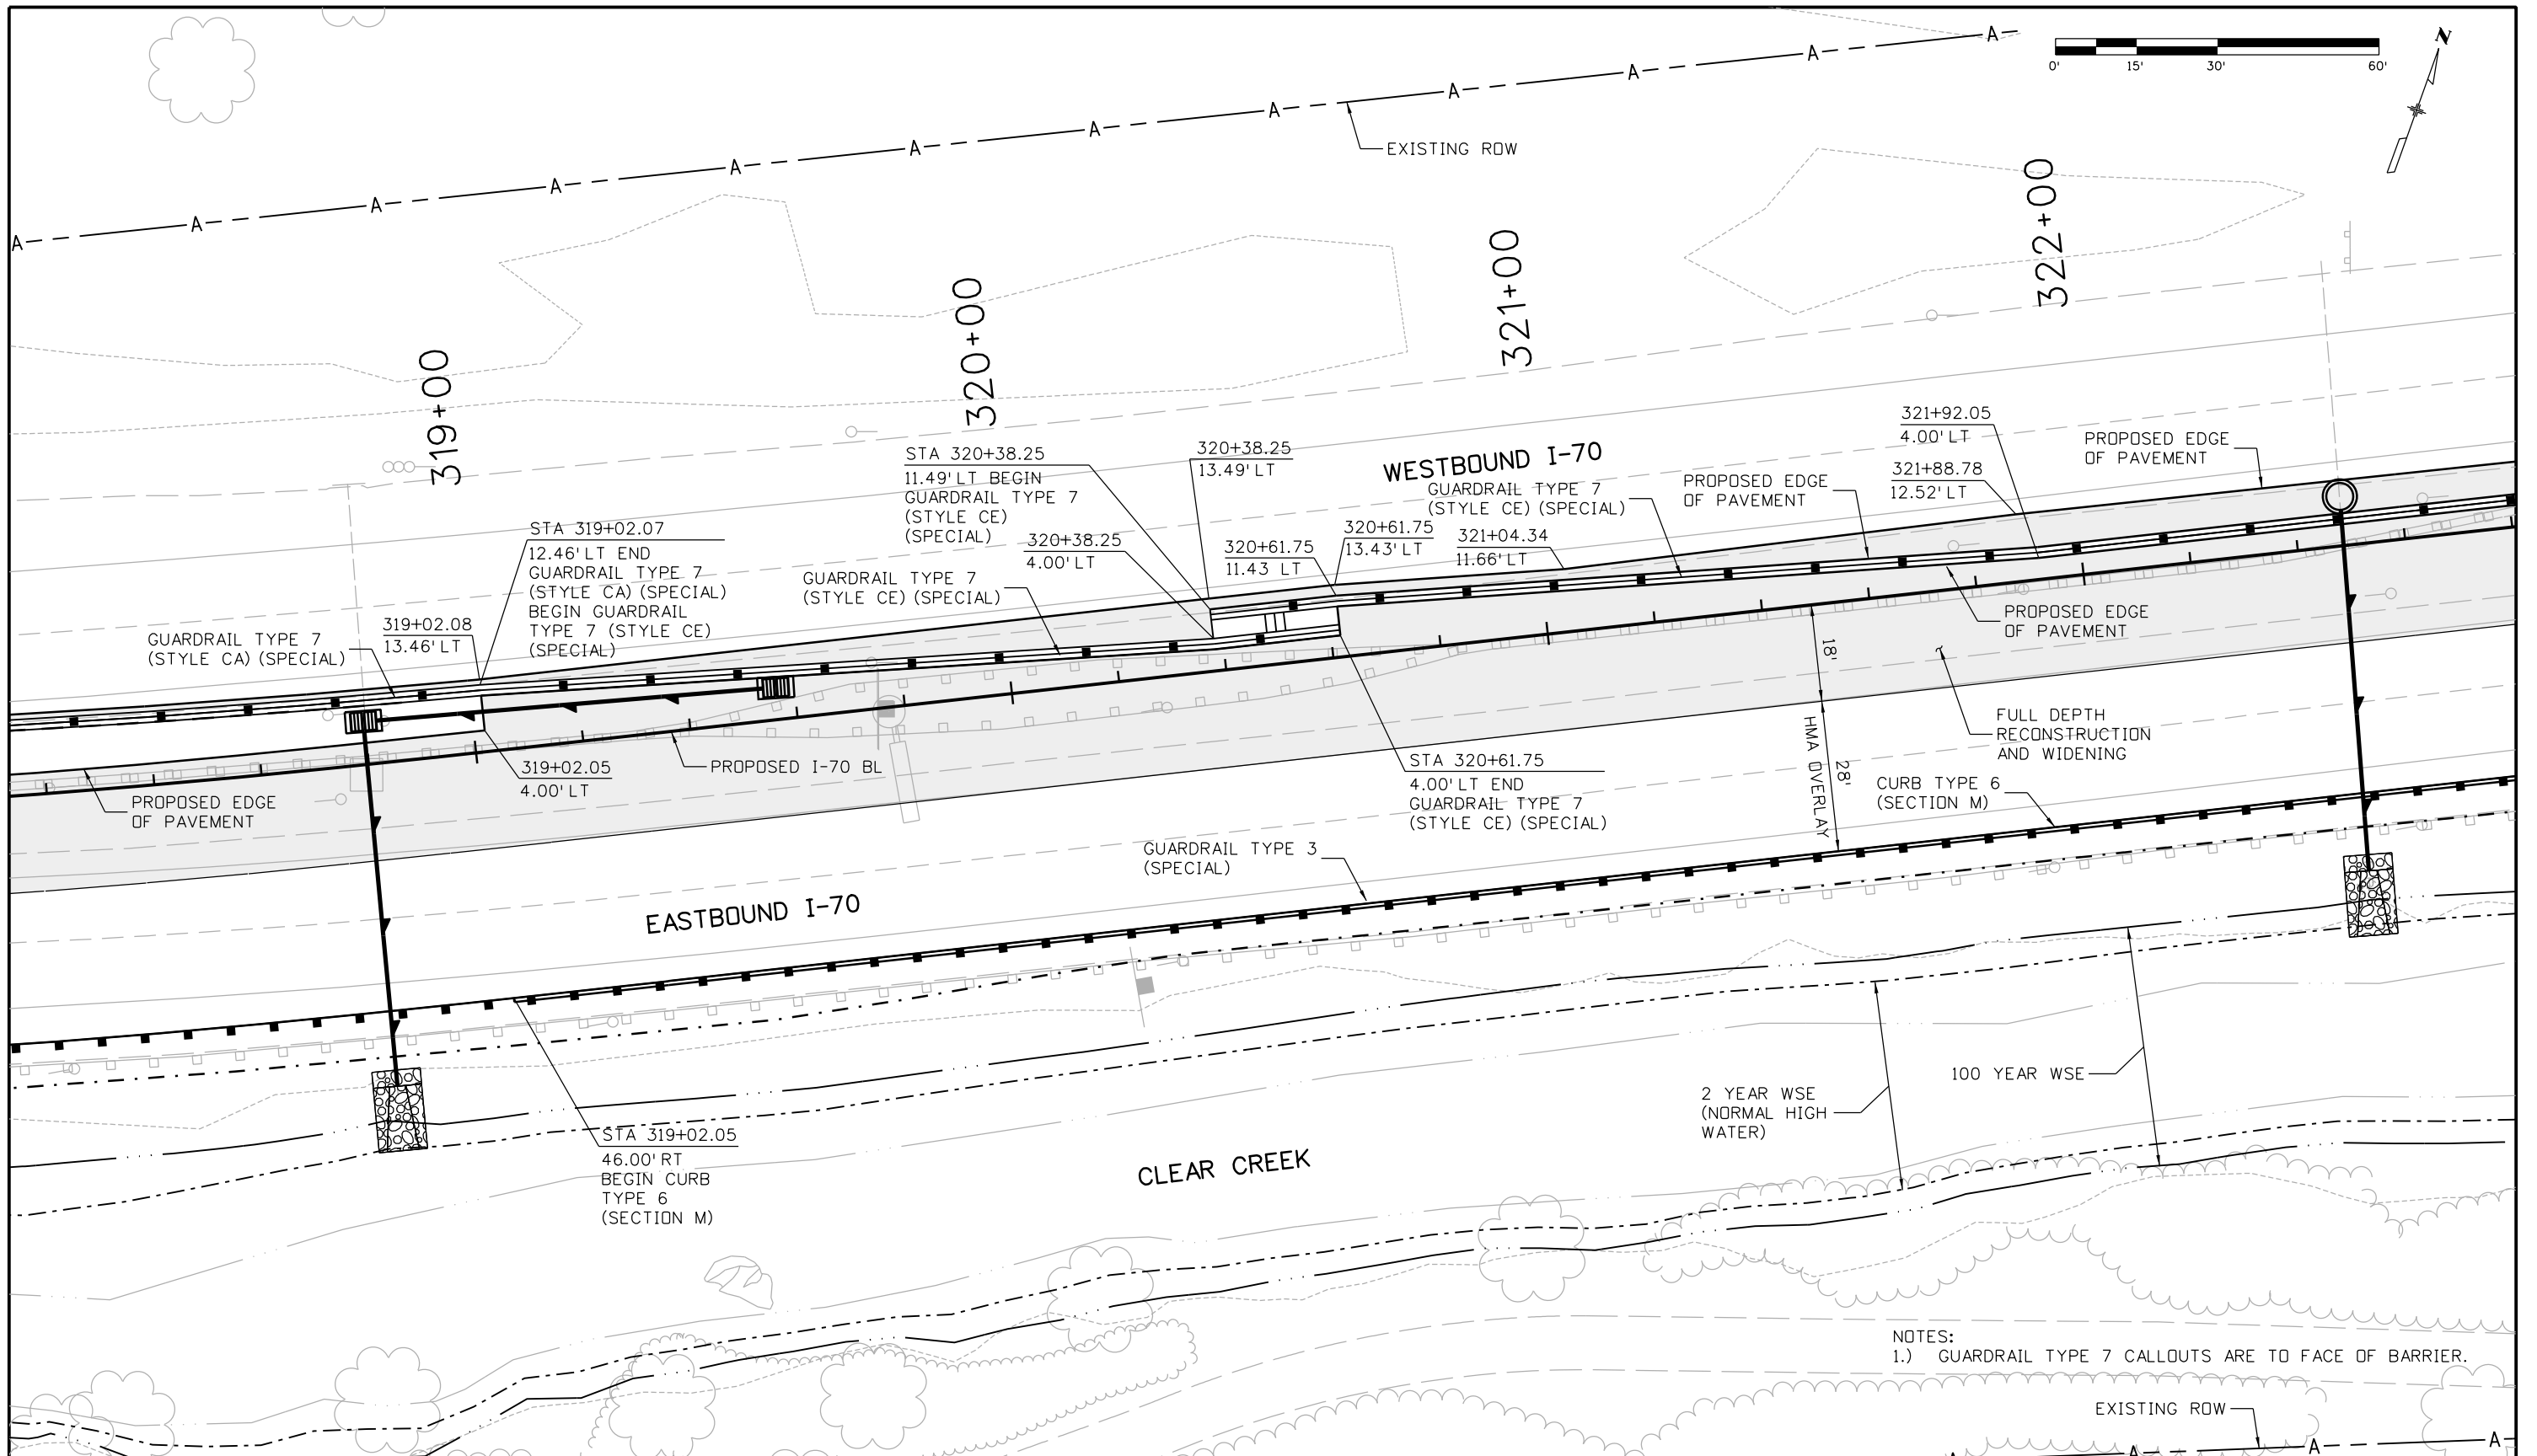 N
0' 15' 30' 60'
A A A A A A A A A A A A
EXISTING ROW
319+00
320+00
321+00
322+00
STA 320+38.25
11.49' LT BEGIN
GUARDRAIL TYPE 7
(STYLE CE)
(SPECIAL)
320+38.25
13.49' LT
WESTBOUND I-70
GUARDRAIL TYPE 7
(STYLE CE) (SPECIAL)
PROPOSED EDGE
OF PAVEMENT
321+92.05
4.00' LT
321+88.78
12.52' LT
PROPOSED EDGE
OF PAVEMENT
STA 319+02.07
12.46' LT END
GUARDRAIL TYPE 7
(STYLE CA) (SPECIAL)
BEGIN GUARDRAIL
TYPE 7 (STYLE CE)
(SPECIAL)
320+38.25
4.00' LT
320+61.75
11.43 LT
320+61.75
13.43' LT
321+04.34
11.66' LT
GUARDRAIL TYPE 7
(STYLE CE) (SPECIAL)
GUARDRAIL TYPE 7
(STYLE CA) (SPECIAL)
319+02.08
13.46' LT
PROPOSED EDGE
OF PAVEMENT
18'
319+02.05
4.00' LT
PROPOSED I-70 BL
PROPOSED EDGE
OF PAVEMENT
STA 320+61.75
4.00' LT END
GUARDRAIL TYPE 7
(STYLE CE) (SPECIAL)
HMA OVERLAY
28'
FULL DEPTH
RECONSTRUCTION
AND WIDENING
CURB TYPE 6
(SECTION M)
GUARDRAIL TYPE 3
(SPECIAL)
EASTBOUND I-70
STA 319+02.05
46.00' RT
BEGIN CURB
TYPE 6
(SECTION M)
CLEAR CREEK
2 YEAR WSE
(NORMAL HIGH
WATER)
100 YEAR WSE
NOTES:
1.) GUARDRAIL TYPE 7 CALLOUTS ARE TO FACE OF BARRIER.
EXISTING ROW
A A A A